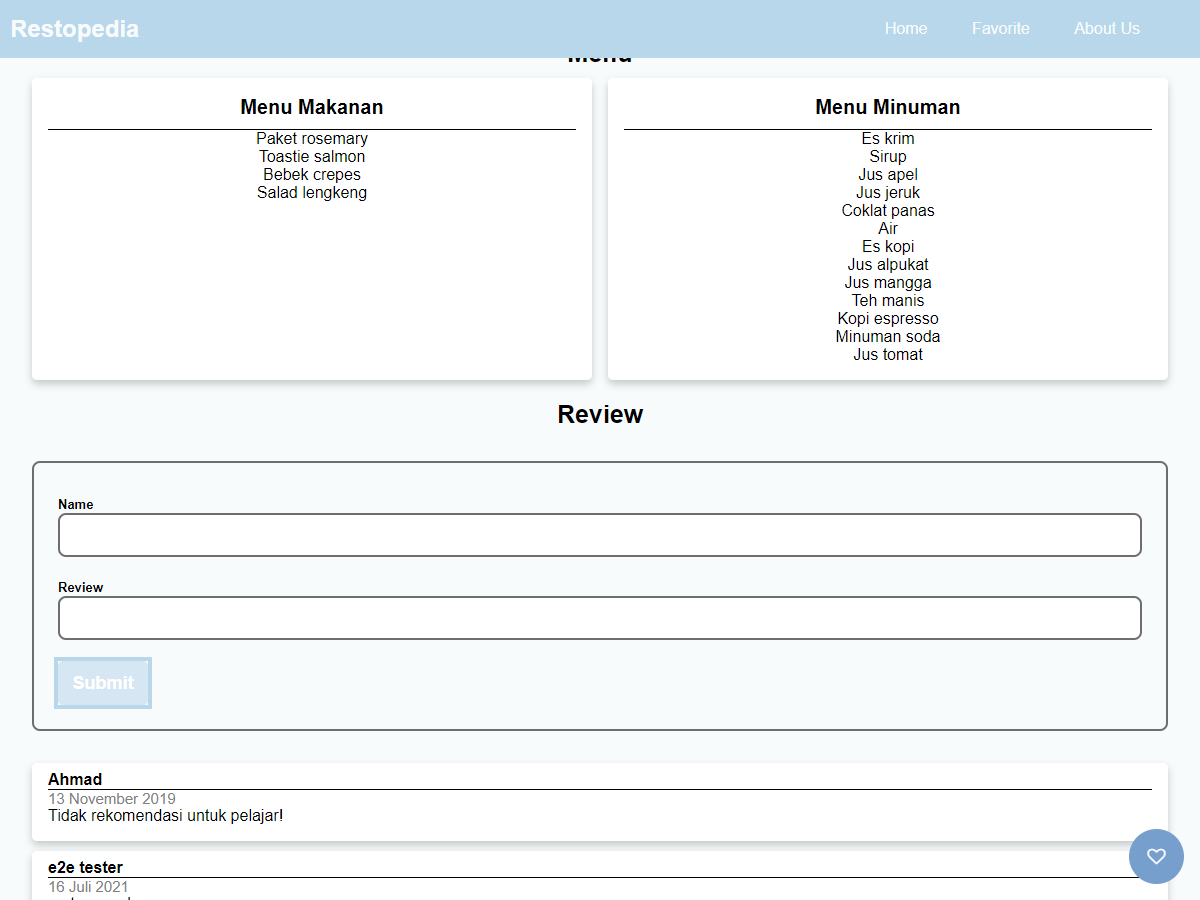 Restopedia
Home
Favorite
About Us
Menu
Menu Makanan
Paket rosemary
Toastie salmon
Bebek crepes
Salad lengkeng
Menu Minuman
Es krim
Sirup
Jus apel
Jus jeruk
Coklat panas
Air
Es kopi
Jus alpukat
Jus mangga
Teh manis
Kopi espresso
Minuman soda
Jus tomat
Review
Name
Review
Submit
Ahmad
13 November 2019
Tidak rekomendasi untuk pelajar!
e2e tester
16 Juli 2021